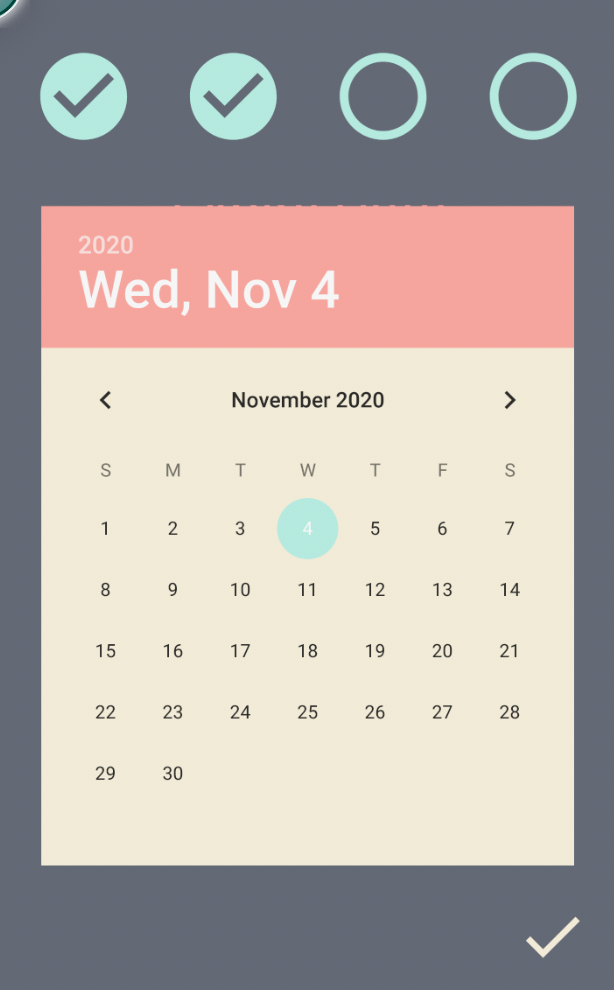 2020
Wed, Nov 4
November 2020
S M T W T F S
1 2 3 4 5 6 7
8 9 10 11 12 13 14
15 16 17 18 19 20 21
22 23 24 25 26 27 28
29 30